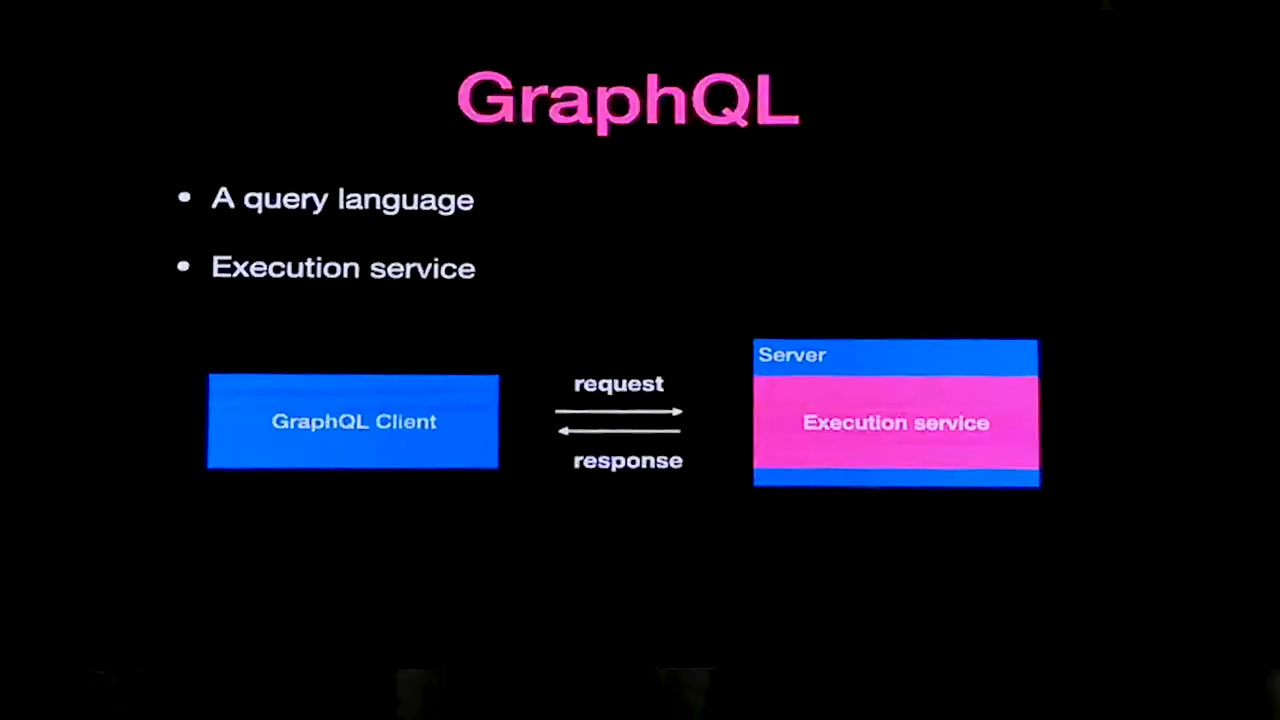 GraphQL
• A query language
• Execution service
GraphQL Client
request
response
Server
Execution service